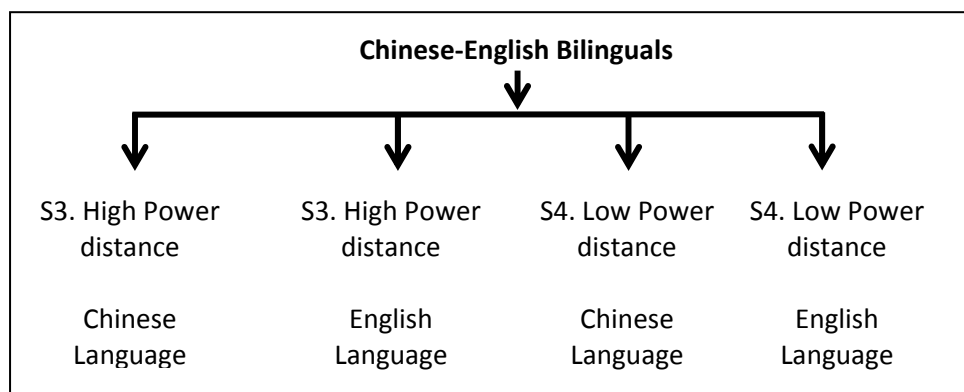 Chinese-English Bilinguals
S3. High Power
distance
Chinese
Language
S3. High Power
distance
English
Language
S4. Low Power
distance
Chinese
Language
S4. Low Power
distance
English
Language